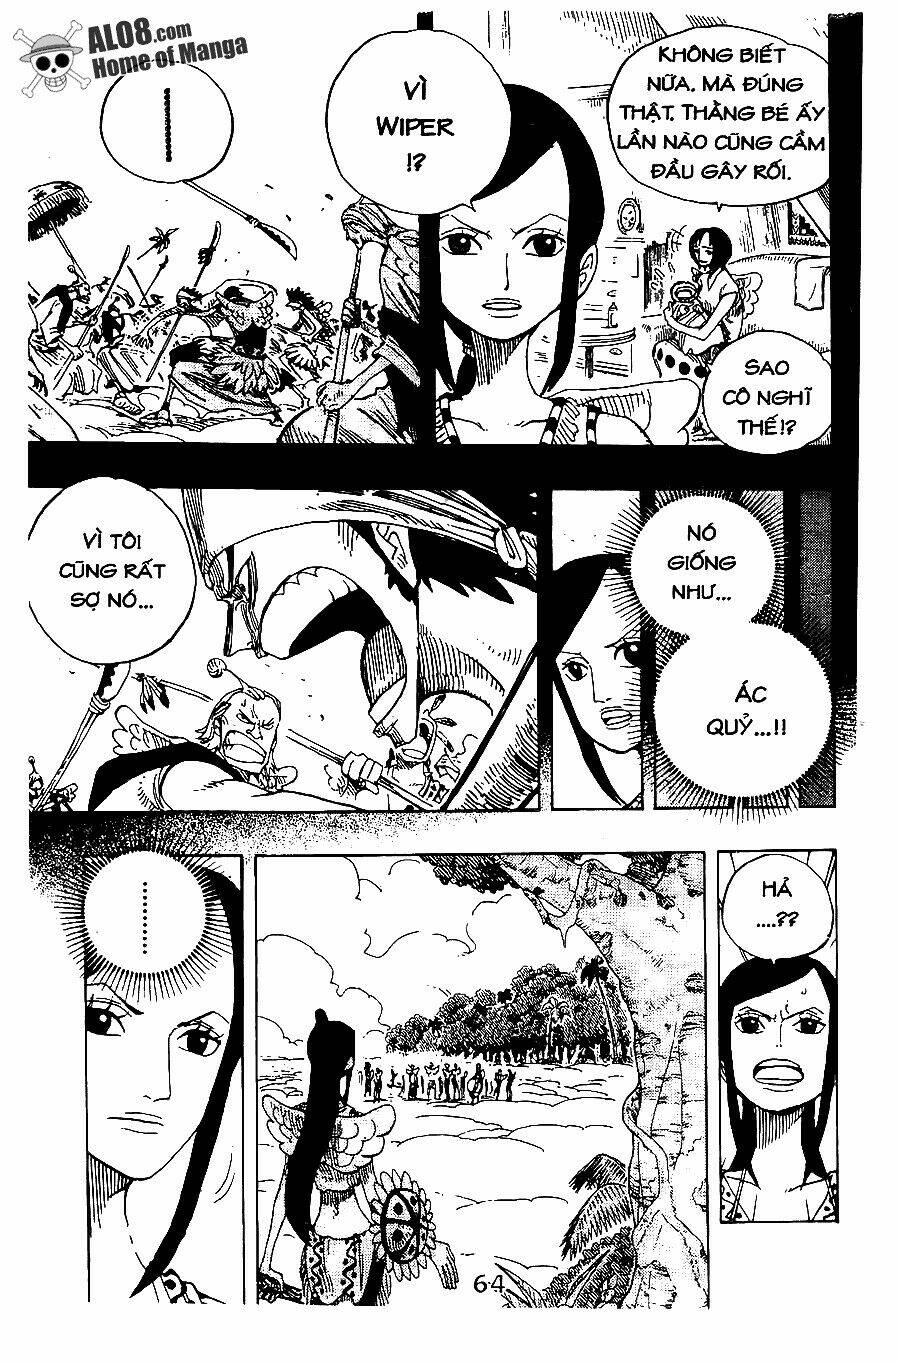 AL08.com
Home of Manga
KHÔNG BIẾT
NỮA. MÀ ĐÚNG
THẬT. THẰNG BÉ ẤY
LẦN NÀO CŨNG CẦM
ĐẦU GÂY RỐI.
VÌ
WIPER
!?
SAO
CÔ NGHĨ
THẾ!?
NÓ
GIỐNG
NHƯ...
ÁC
QUỶ...!!
VÌ TÔI
CŨNG RẤT
SỢ NÓ...
HẢ
....??
64